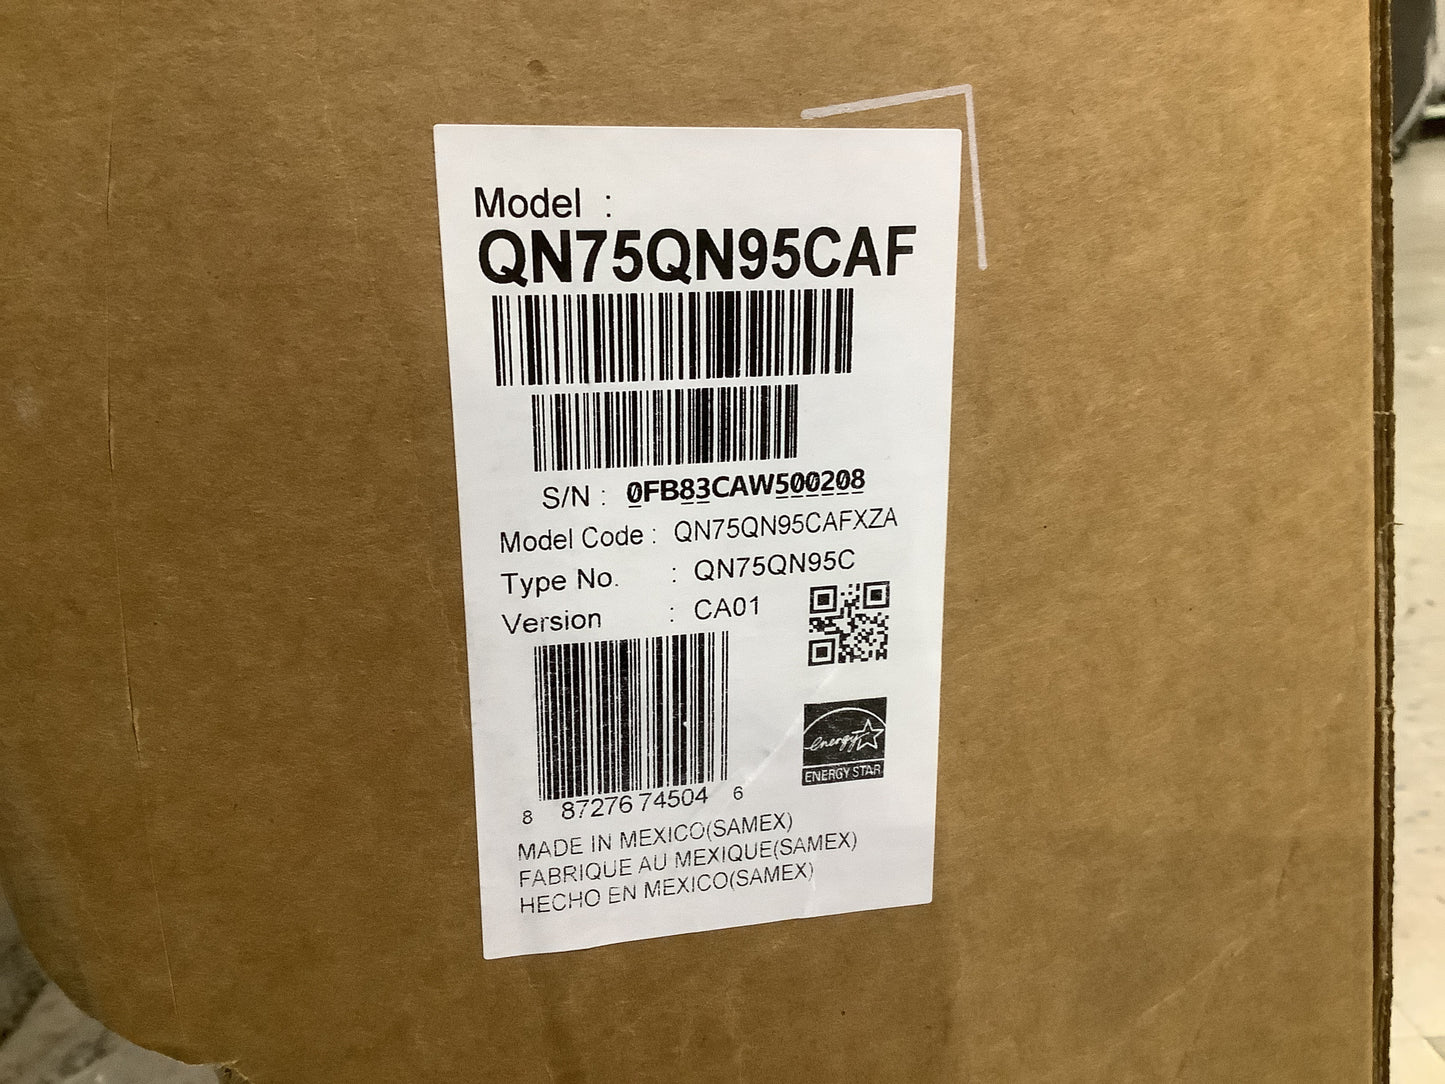 Model :
QN75QN95CAF
S/N : 0FB83CAW500208
Model Code : QN75QN95CAFXZA
Type No. : QN75QN95C
Version : CA01
energy
ENERGY STAR
8 87276 74504 6
MADE IN MEXICO(SAMEX)
FABRIQUE AU MEXIQUE(SAMEX)
HECHO EN MEXICO(SAMEX)